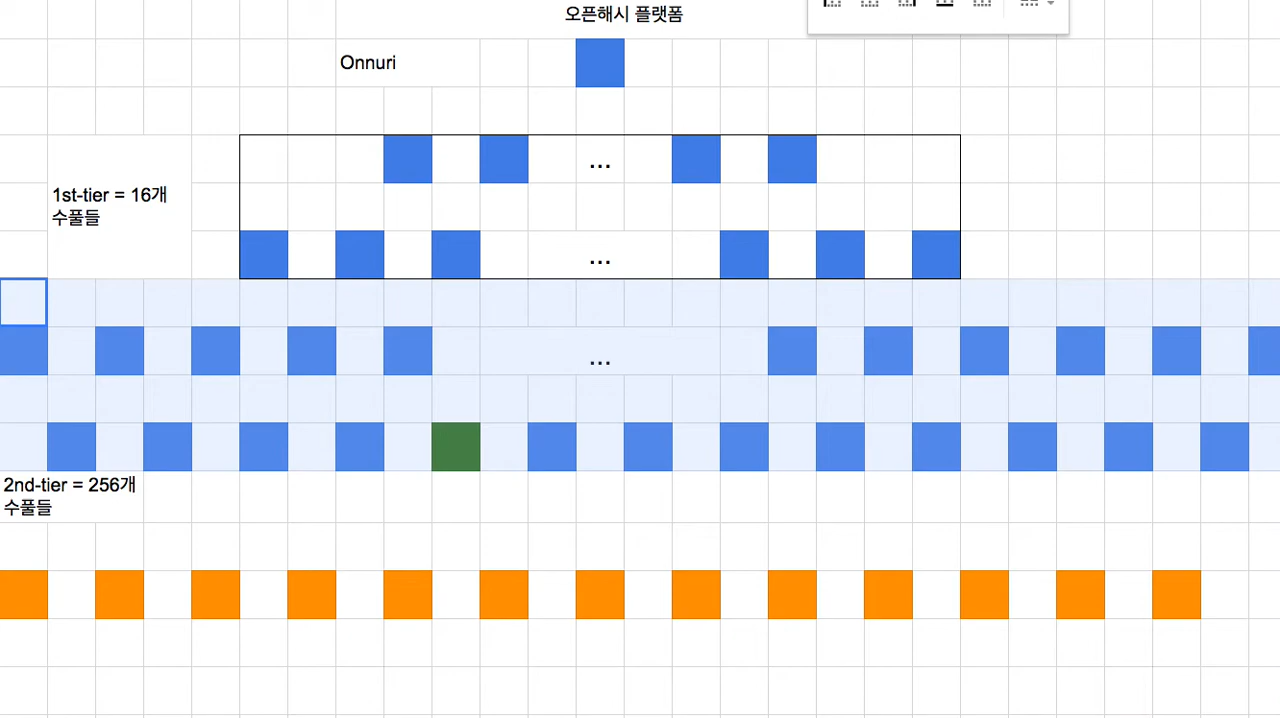 오픈해시 플랫폼
Onnuri
...
1st-tier = 16개
수풀들
...
...
2nd-tier = 256개
수풀들